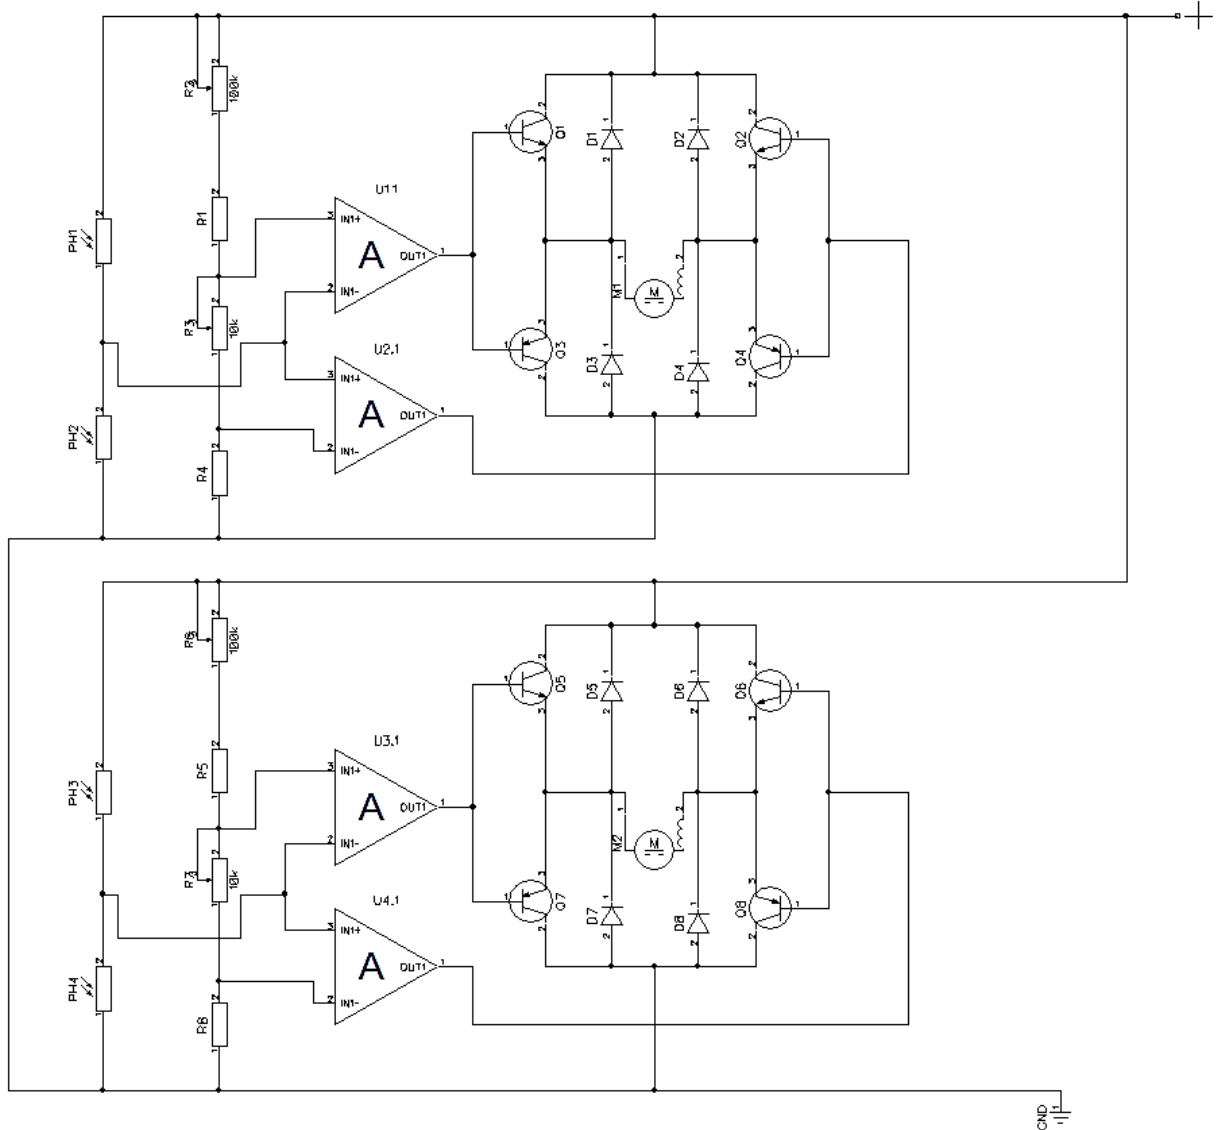 R2
100k
Q1
D1
D2
Q2
U1.1
R1
IN1+
PH1
A
OUT1
IN1-
M1
M
R3
10k
U2.1
Q3
D3
D4
Q4
IN1+
PH2
A
OUT1
IN1-
R4
100k
Q5
D5
D6
Q6
U3.1
R5
IN1+
PH3
A
OUT1
IN1-
M2
M
R7
10k
U4.1
Q7
D7
D8
Q8
IN1+
PH4
A
OUT1
IN1-
GND